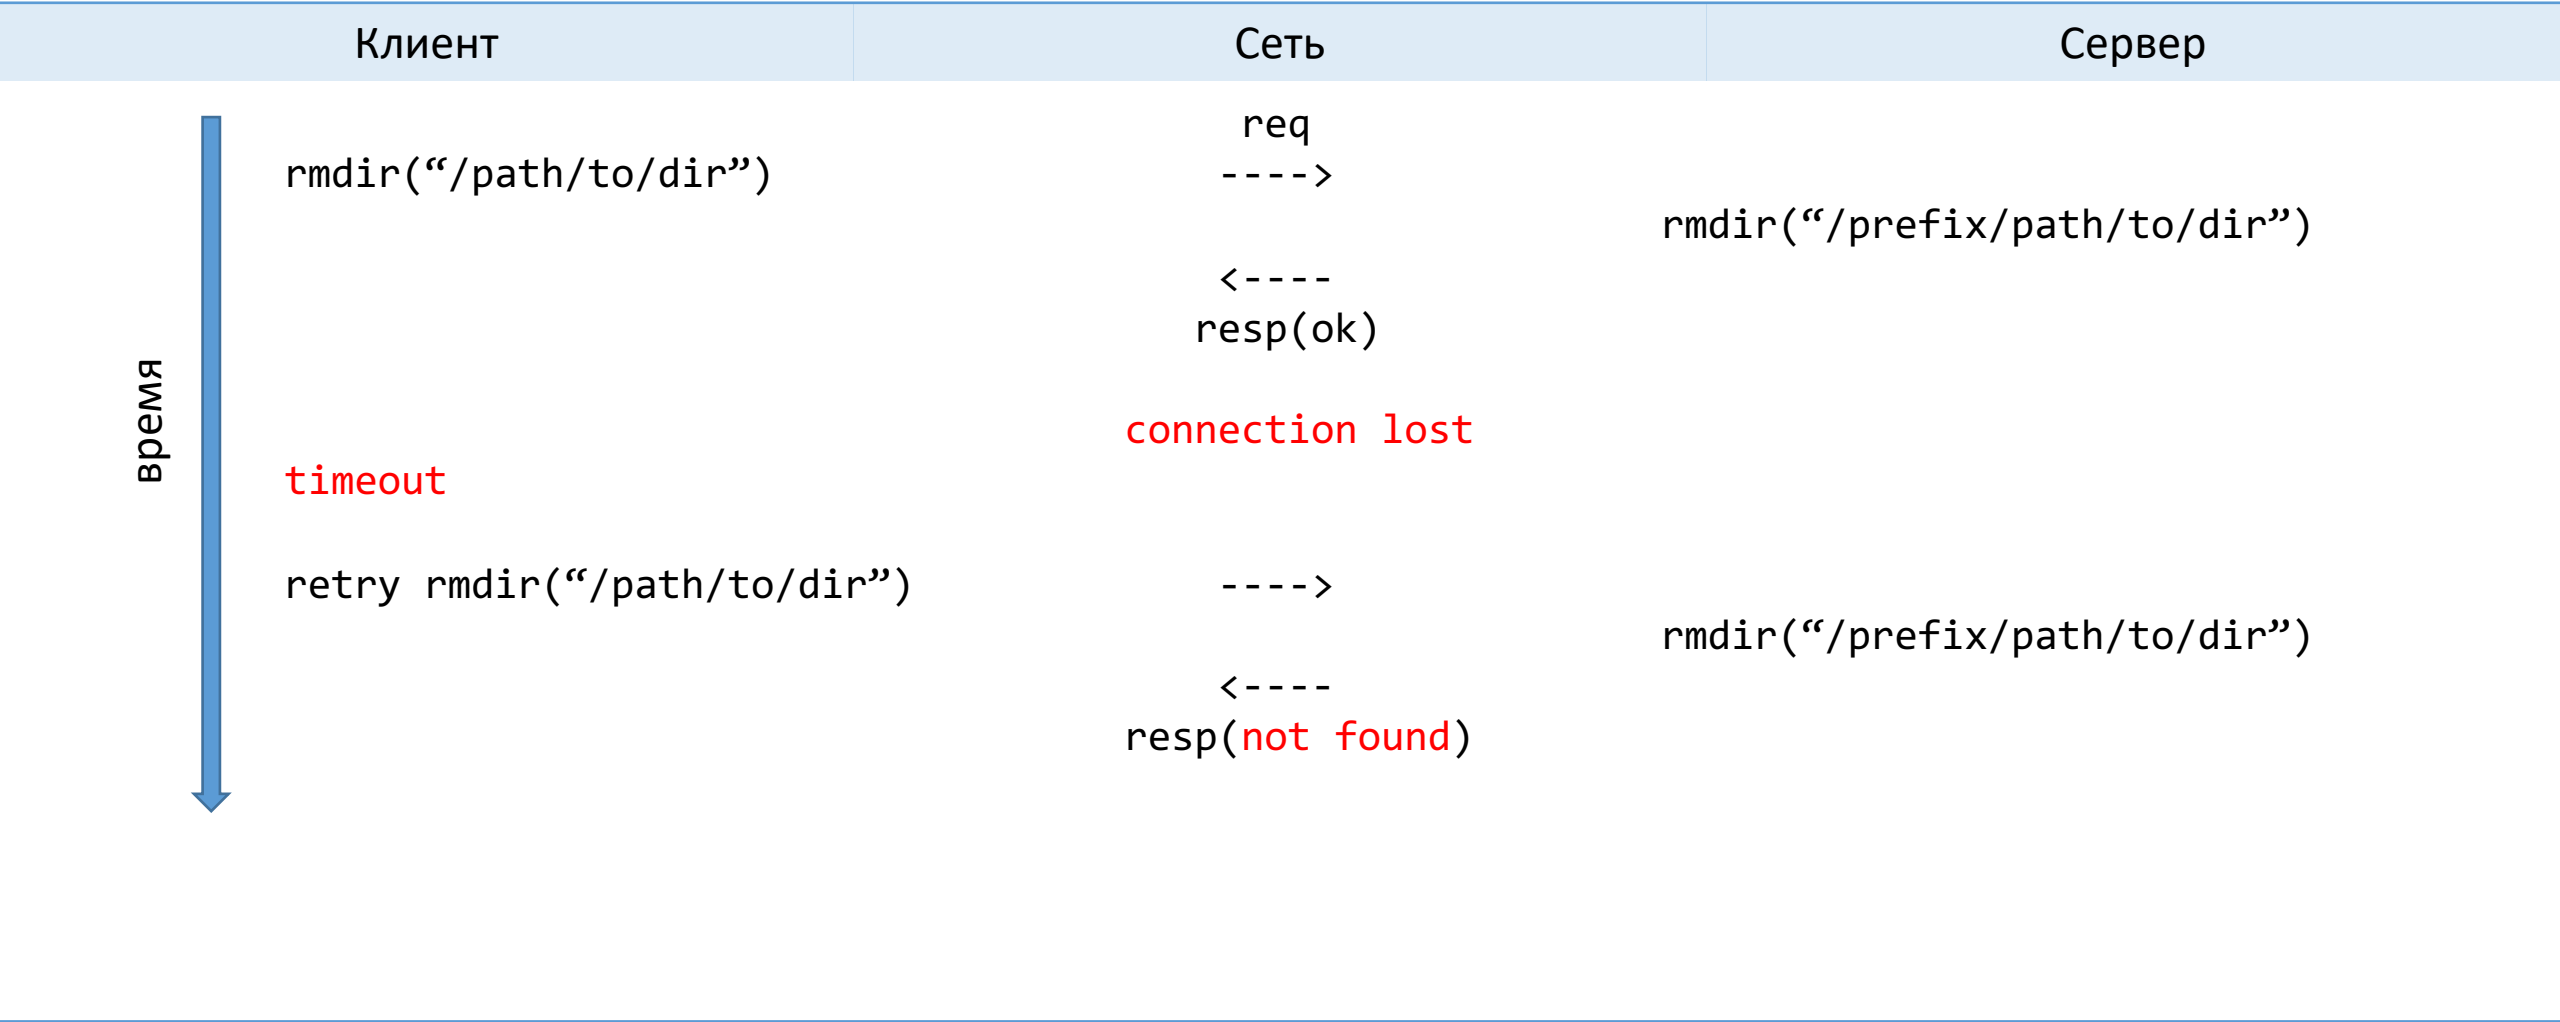 Клиент Сеть Сервер
req
rmdir(“/path/to/dir”) ---->
rmdir(“/prefix/path/to/dir”)
<----
resp(ok)
время
connection lost
timeout
retry rmdir(“/path/to/dir”) ---->
rmdir(“/prefix/path/to/dir”)
<----
resp(not found)